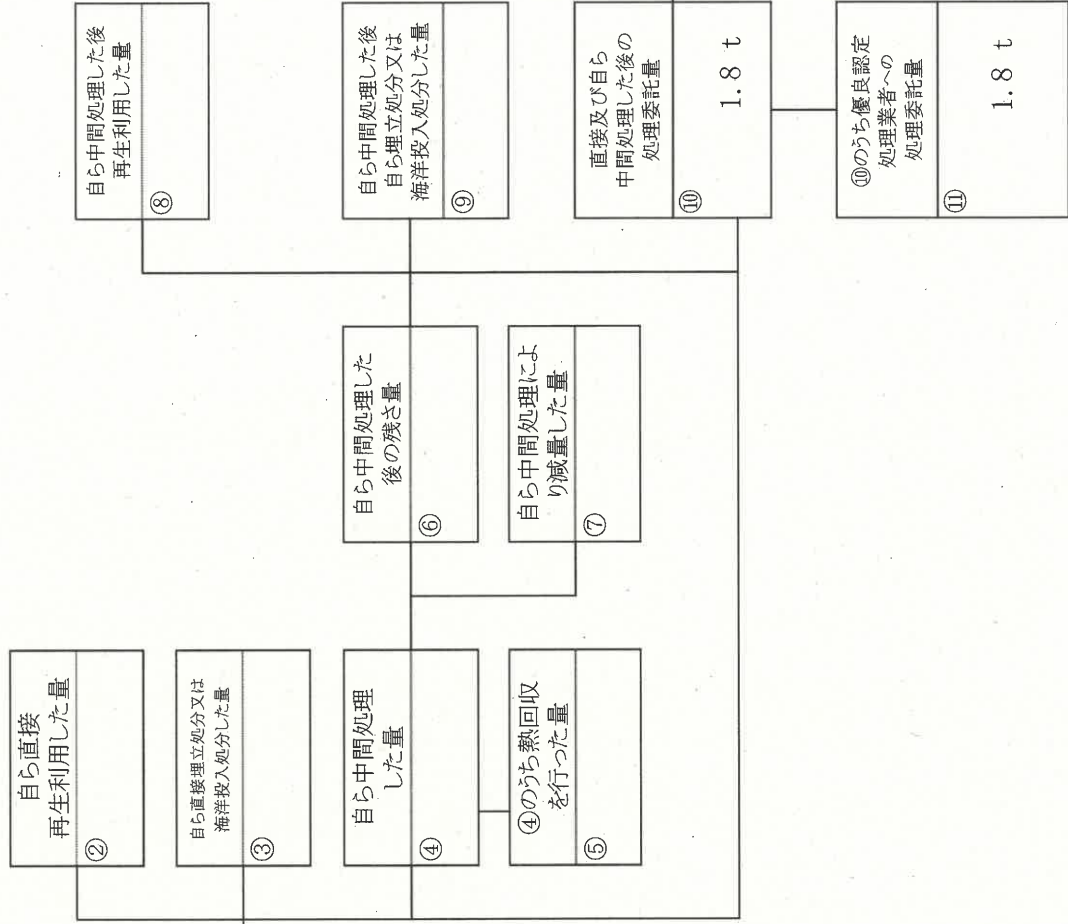 自ら直接
再生利用した量
②
自ら直接埋立処分又は
海洋投入処分した量
③
自ら中間処理
した量
④
④のうち熱回収
を行った量
⑤
自ら中間処理した
後の残さ量
⑥
自ら中間処理によ
り減量した量
⑦
自ら中間処理した後
再生利用した量
⑧
自ら中間処理した後
自ら埋立処分又は
海洋投入処分した量
⑨
直接及び自ら
中間処理した後の
処理委託量
⑩
1.8 t
⑩のうち優良認定
処理業者への
処理委託量
⑪
1.8 t